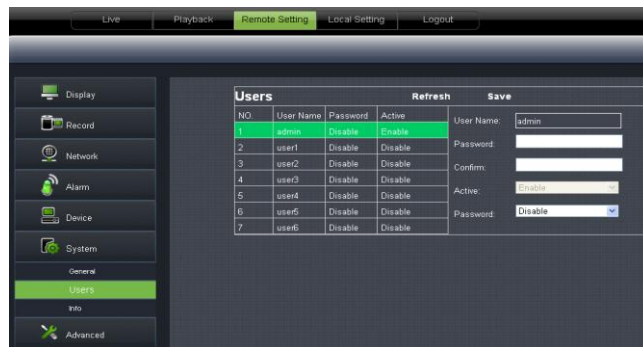 Live Playback Remote Setting Local Setting Logout
Display
Record
Network
Alarm
Device
System
General
Users
Info
Advanced
Users Refresh Save
NO. User Name Password Active
1 admin Disable Enable
2 user1 Disable Disable
3 user2 Disable Disable
4 user3 Disable Disable
5 user4 Disable Disable
6 user5 Disable Disable
7 user6 Disable Disable
User Name: admin
Password:
Confirm:
Active: Enable
Password: Disable